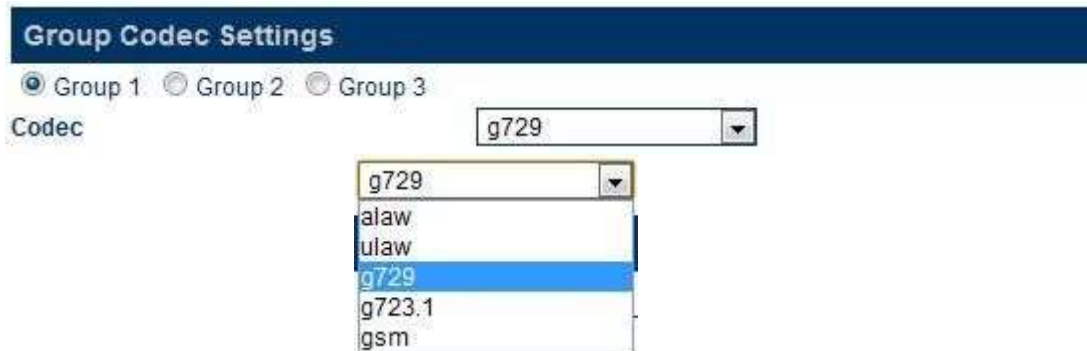 Group Codec Settings
Group 1 Group 2 Group 3
Codec g729
g729
alaw
ulaw
g729
g723.1
gsm